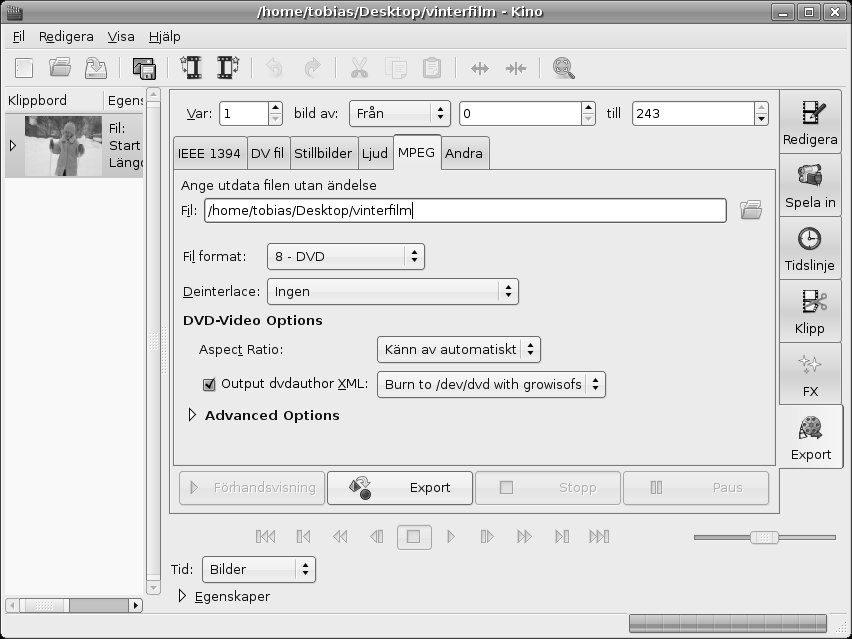 /home/tobias/Desktop/vinterfilm - Kino
Fil Redigera Visa Hjälp
Klippbord Egens
Fil:
Start
Längd
Var: 1 bild av: Från 0 till 243
IEEE 1394 DV fil Stillbilder Ljud MPEG Andra
Ange utdata filen utan ändelse
Fil: /home/tobias/Desktop/vinterfilm
Fil format: 8 - DVD
Deinterlace: Ingen
DVD-Video Options
Aspect Ratio: Känn av automatiskt
Output dvdauthor XML: Burn to /dev/dvd with growisofs
Advanced Options
Förhandsvisning Export Stopp Paus
Redigera
Spela in
Tidslinje
Klipp
FX
Export
Tid: Bilder
Egenskaper